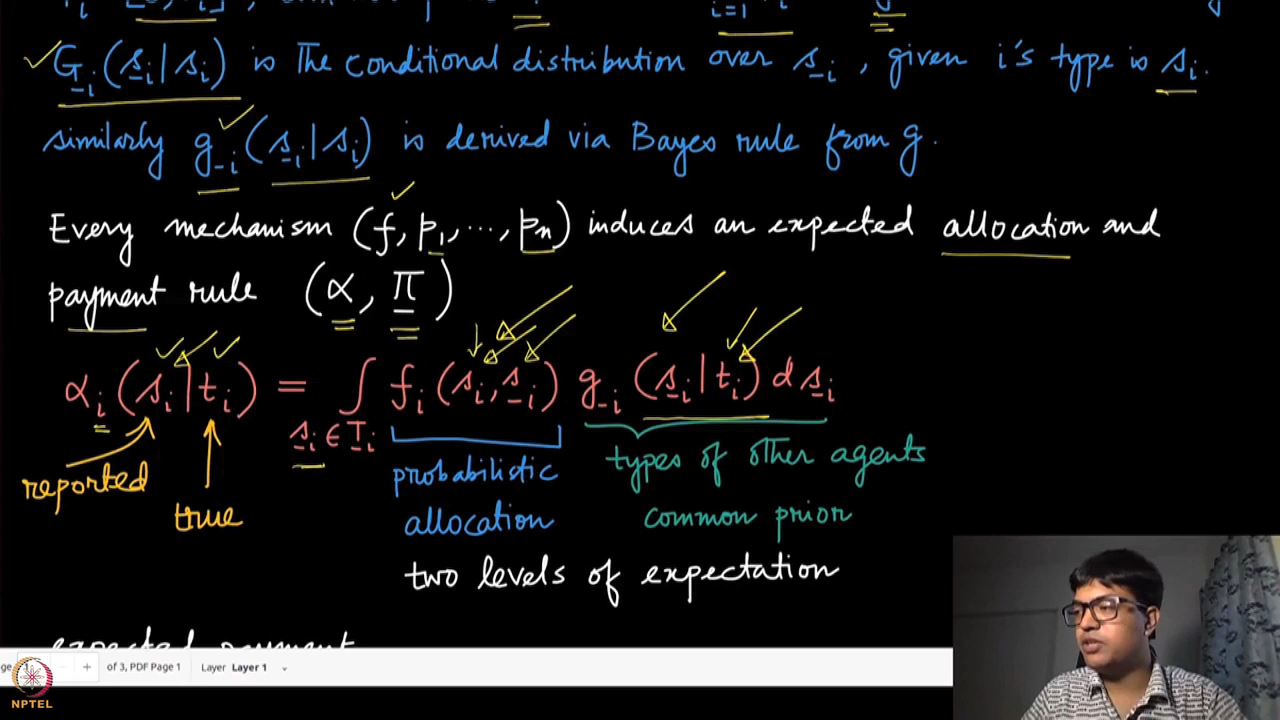 G₋ᵢ(s₋ᵢ|sᵢ) is the conditional distribution over s₋ᵢ, given i's type is sᵢ.
similarly g₋ᵢ(s₋ᵢ|sᵢ) is derived via Bayes rule from g.
Every mechanism (f, p₁, ..., pₙ) induces an expected allocation and
payment rule (α, π)
αᵢ(sᵢ|tᵢ) = ∫ fᵢ(sᵢ, s₋ᵢ) g₋ᵢ(s₋ᵢ|tᵢ) d s₋ᵢ
s₋ᵢ ∈ T₋ᵢ
reported
true
probabilistic
allocation
types of other agents
common prior
two levels of expectation
expected payment
of 3, PDF Page 1 Layer Layer 1
NPTEL